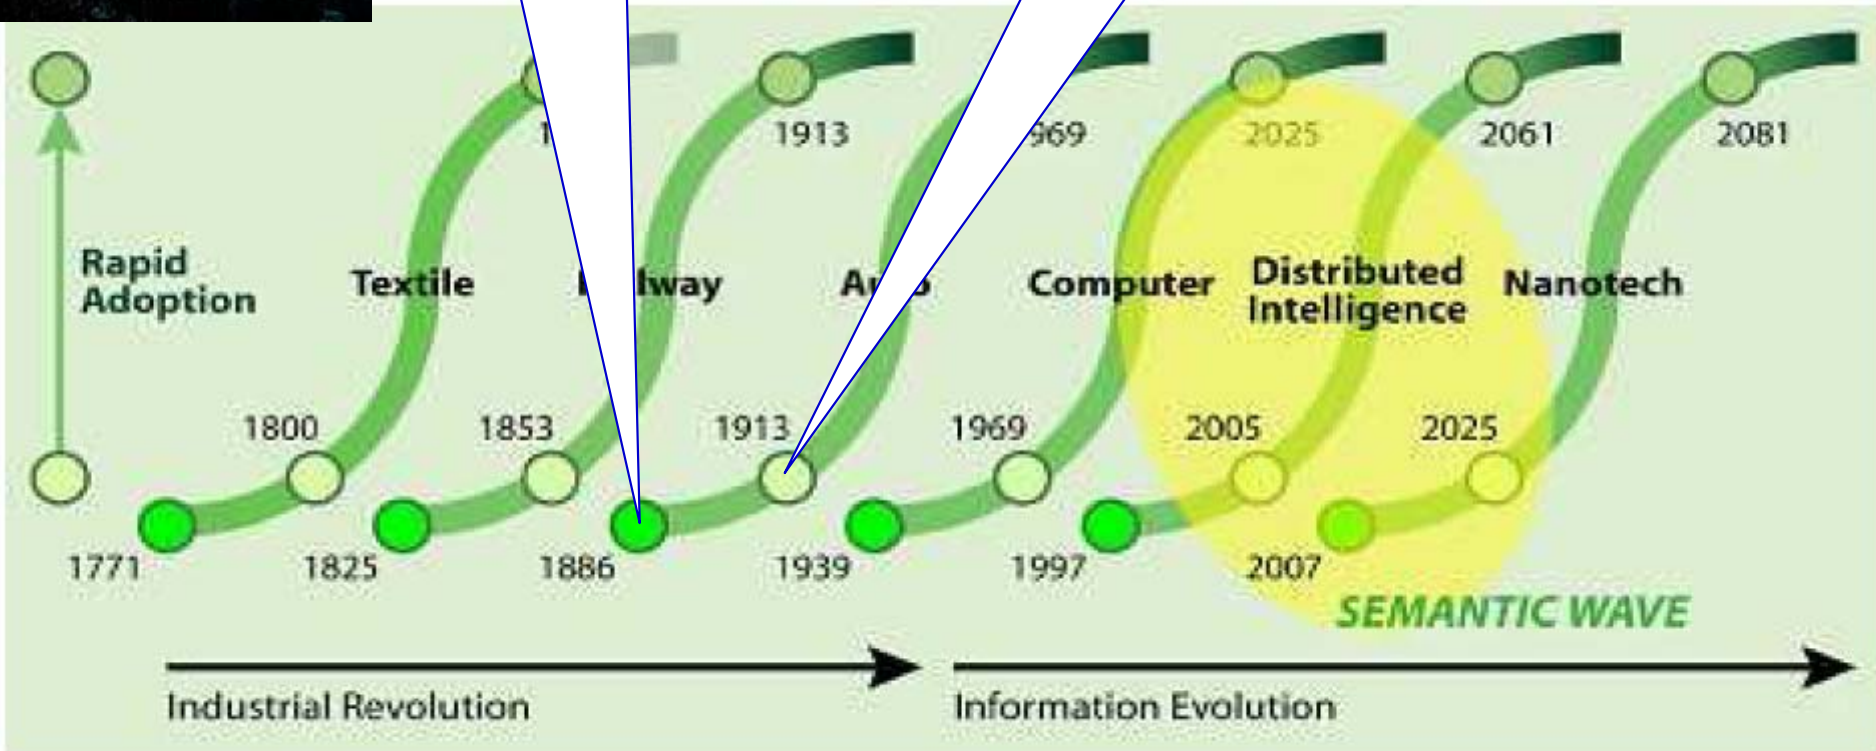 1913
2025
2061
2081
Rapid
Adoption
Textile
Computer
Distributed
Intelligence
Nanotech
1800
1853
1913
1969
2005
2025
1771
1825
1886
1939
1997
2007
SEMANTIC WAVE
Industrial Revolution
Information Evolution